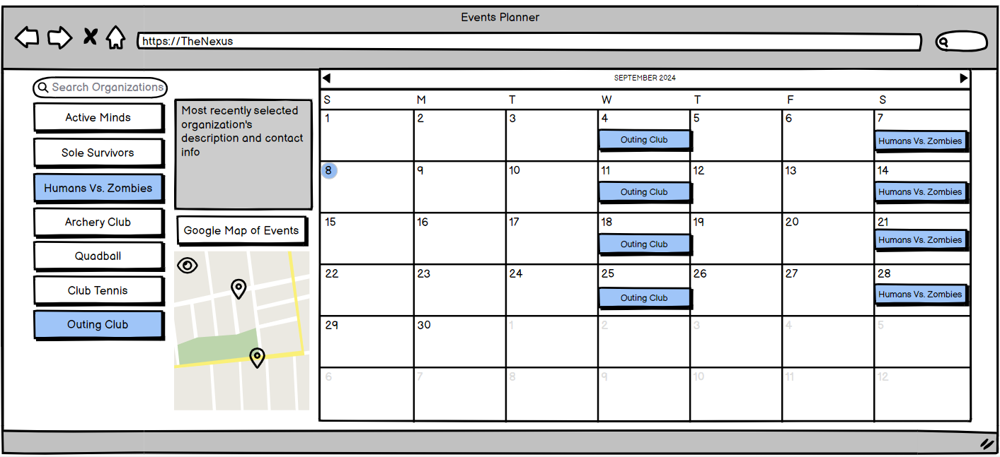 Events Planner
https://TheNexus
Search Organizations
Active Minds
Sole Survivors
Humans Vs. Zombies
Archery Club
Quadball
Club Tennis
Outing Club
Most recently selected
organization's
description and contact
info
Google Map of Events
SEPTEMBER 2024
S M T W T F S
1 2 3 4 5 6 7
Outing Club Humans Vs. Zombies
8 9 10 11 12 13 14
Outing Club Humans Vs. Zombies
15 16 17 18 19 20 21
Outing Club Humans Vs. Zombies
22 23 24 25 26 27 28
Outing Club Humans Vs. Zombies
29 30 1 2 3 4 5
6 7 8 9 10 11 12